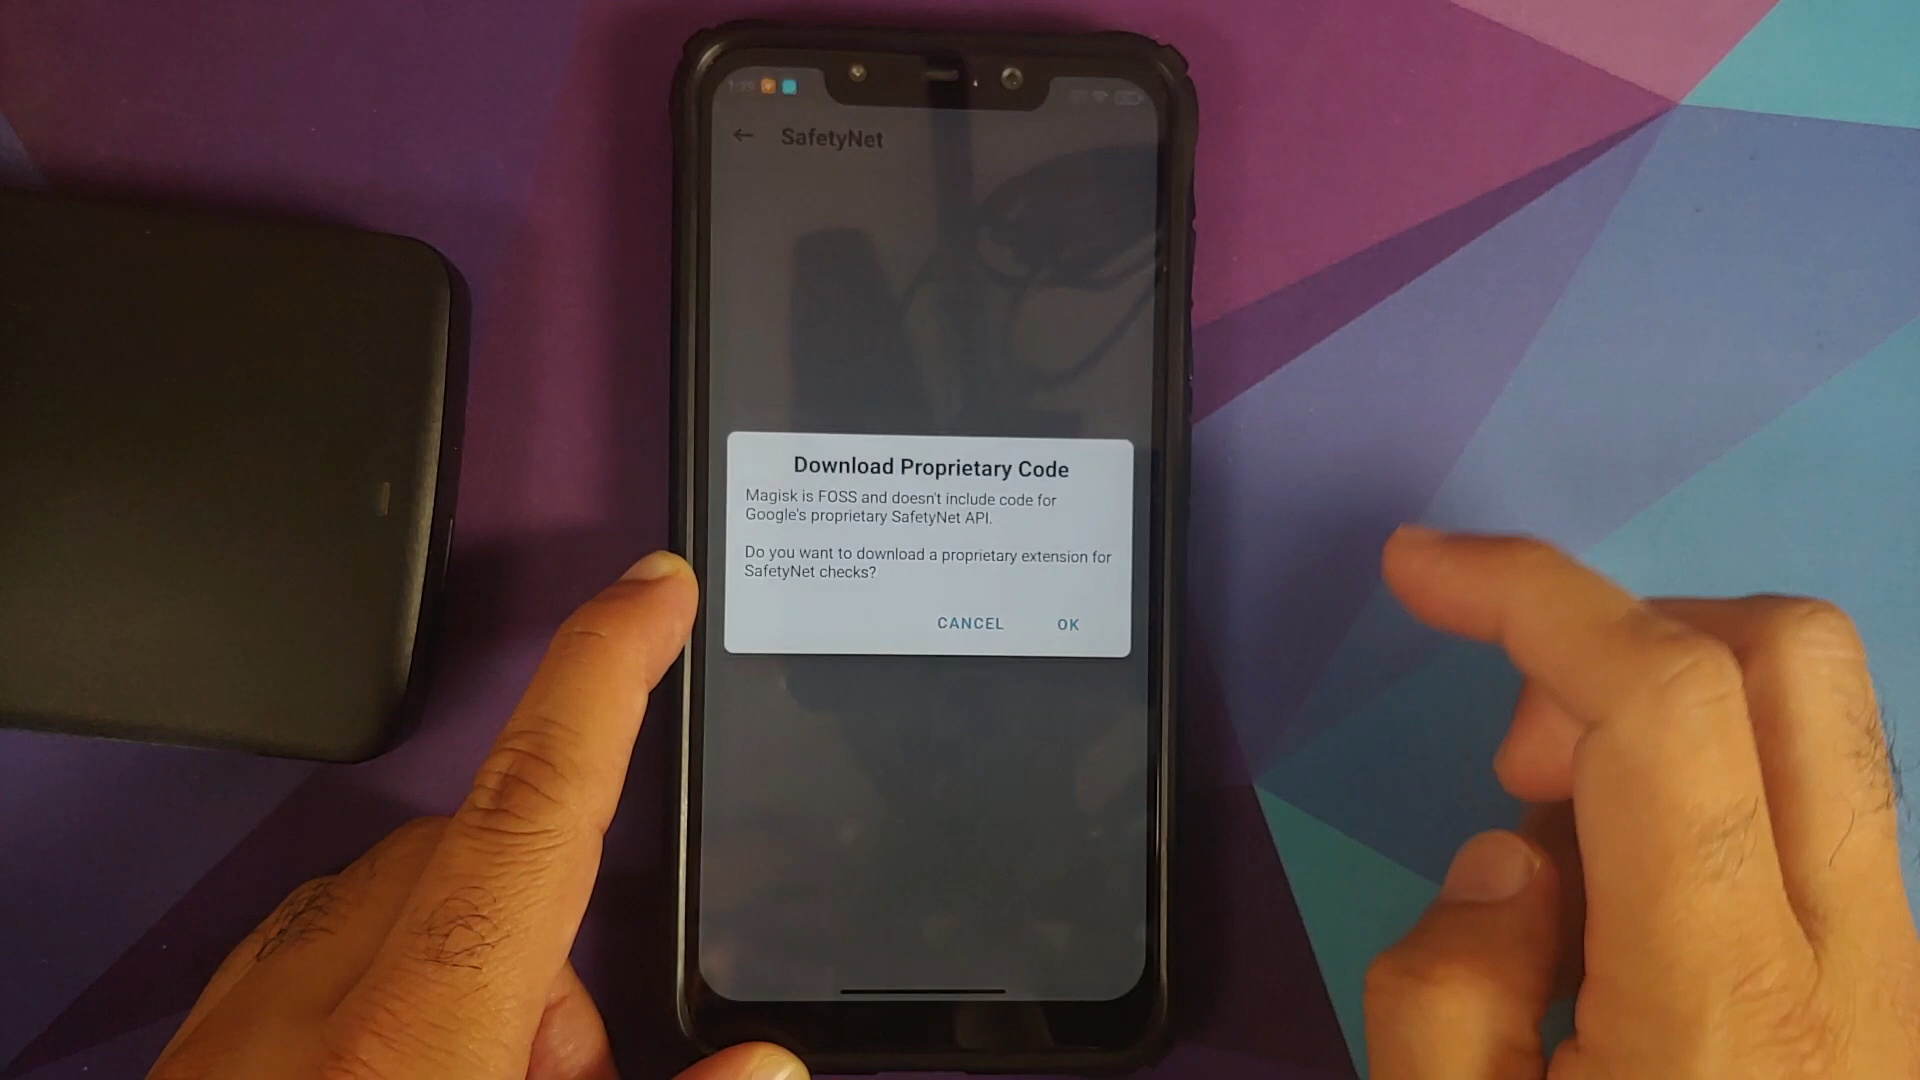 SafetyNet
Download Proprietary Code
Magisk is FOSS and doesn't include code for
Google's proprietary SafetyNet API.
Do you want to download a proprietary extension for
SafetyNet checks?
CANCEL OK